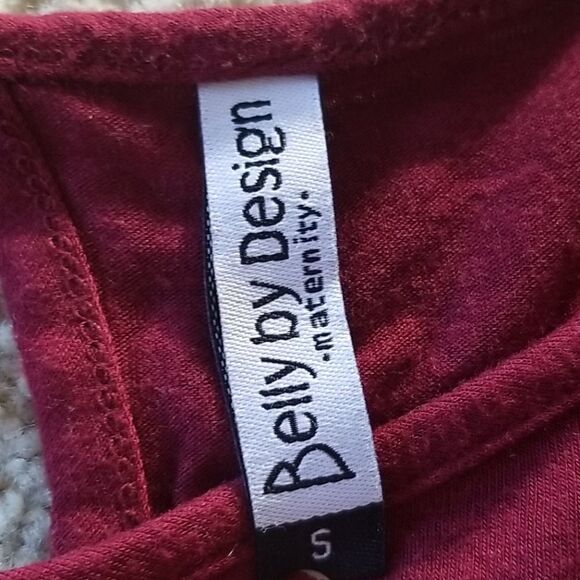 Belly by Design
•maternity•
S